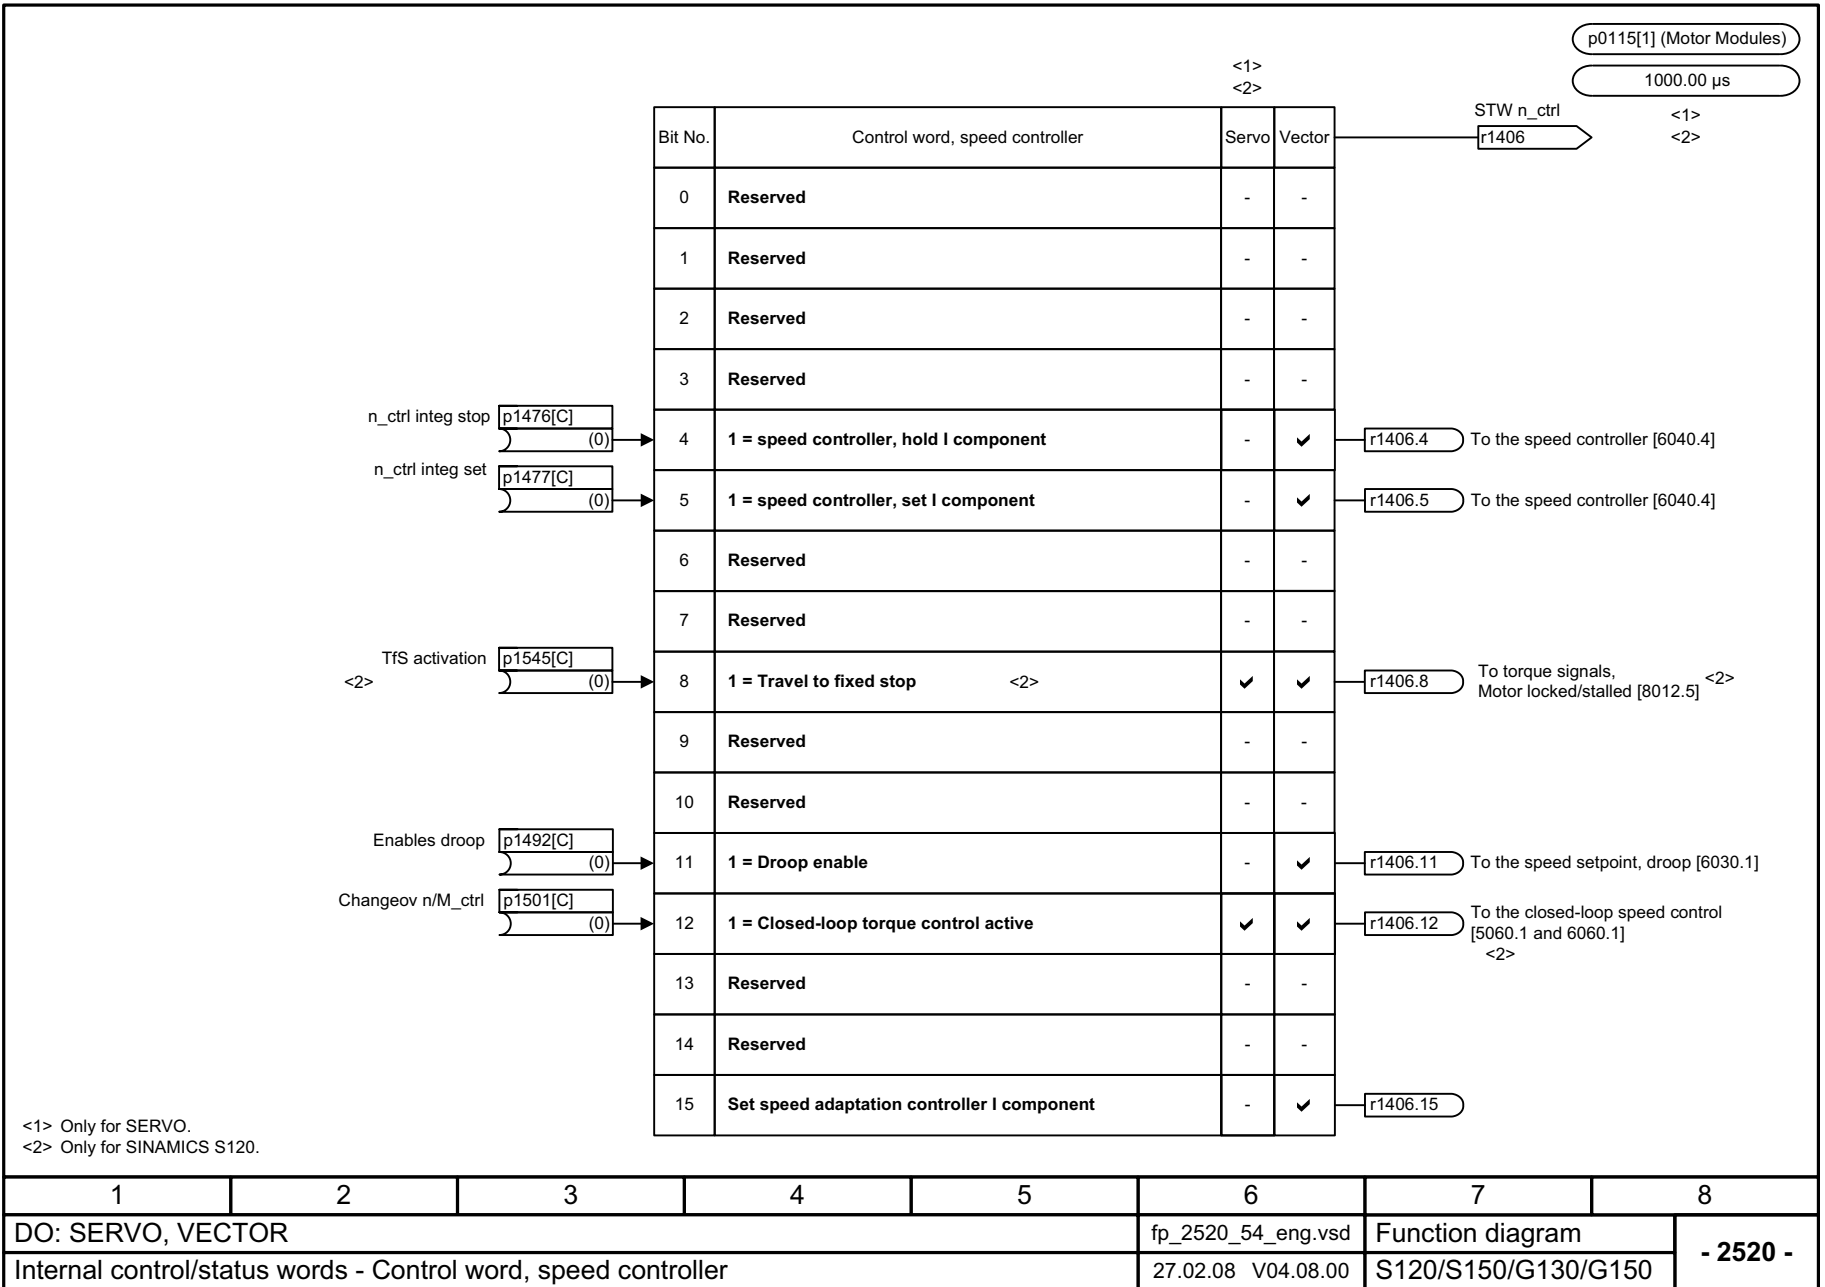 p0115[1] (Motor Modules)
1000.00 µs
<1>
<2>
<1>
<2>
STW n_ctrl
r1406
Bit No. Control word, speed controller Servo Vector
0 Reserved - -
1 Reserved - -
2 Reserved - -
3 Reserved - -
n_ctrl integ stop p1476[C]
(0) 4 1 = speed controller, hold I component - ✔ r1406.4 To the speed controller [6040.4]
n_ctrl integ set p1477[C]
(0) 5 1 = speed controller, set I component - ✔ r1406.5 To the speed controller [6040.4]
6 Reserved - -
7 Reserved - -
TfS activation p1545[C]
<2> (0) 8 1 = Travel to fixed stop <2> ✔ ✔ r1406.8 To torque signals,
Motor locked/stalled [8012.5] <2>
9 Reserved - -
10 Reserved - -
Enables droop p1492[C]
(0) 11 1 = Droop enable - ✔ r1406.11 To the speed setpoint, droop [6030.1]
Changeov n/M_ctrl p1501[C]
(0) 12 1 = Closed-loop torque control active ✔ ✔ r1406.12 To the closed-loop speed control
[5060.1 and 6060.1]
<2>
13 Reserved - -
14 Reserved - -
15 Set speed adaptation controller I component - ✔ r1406.15
<1> Only for SERVO.
<2> Only for SINAMICS S120.
1 2 3 4 5 6 7 8
DO: SERVO, VECTOR fp_2520_54_eng.vsd Function diagram
- 2520 -
Internal control/status words - Control word, speed controller 27.02.08 V04.08.00 S120/S150/G130/G150